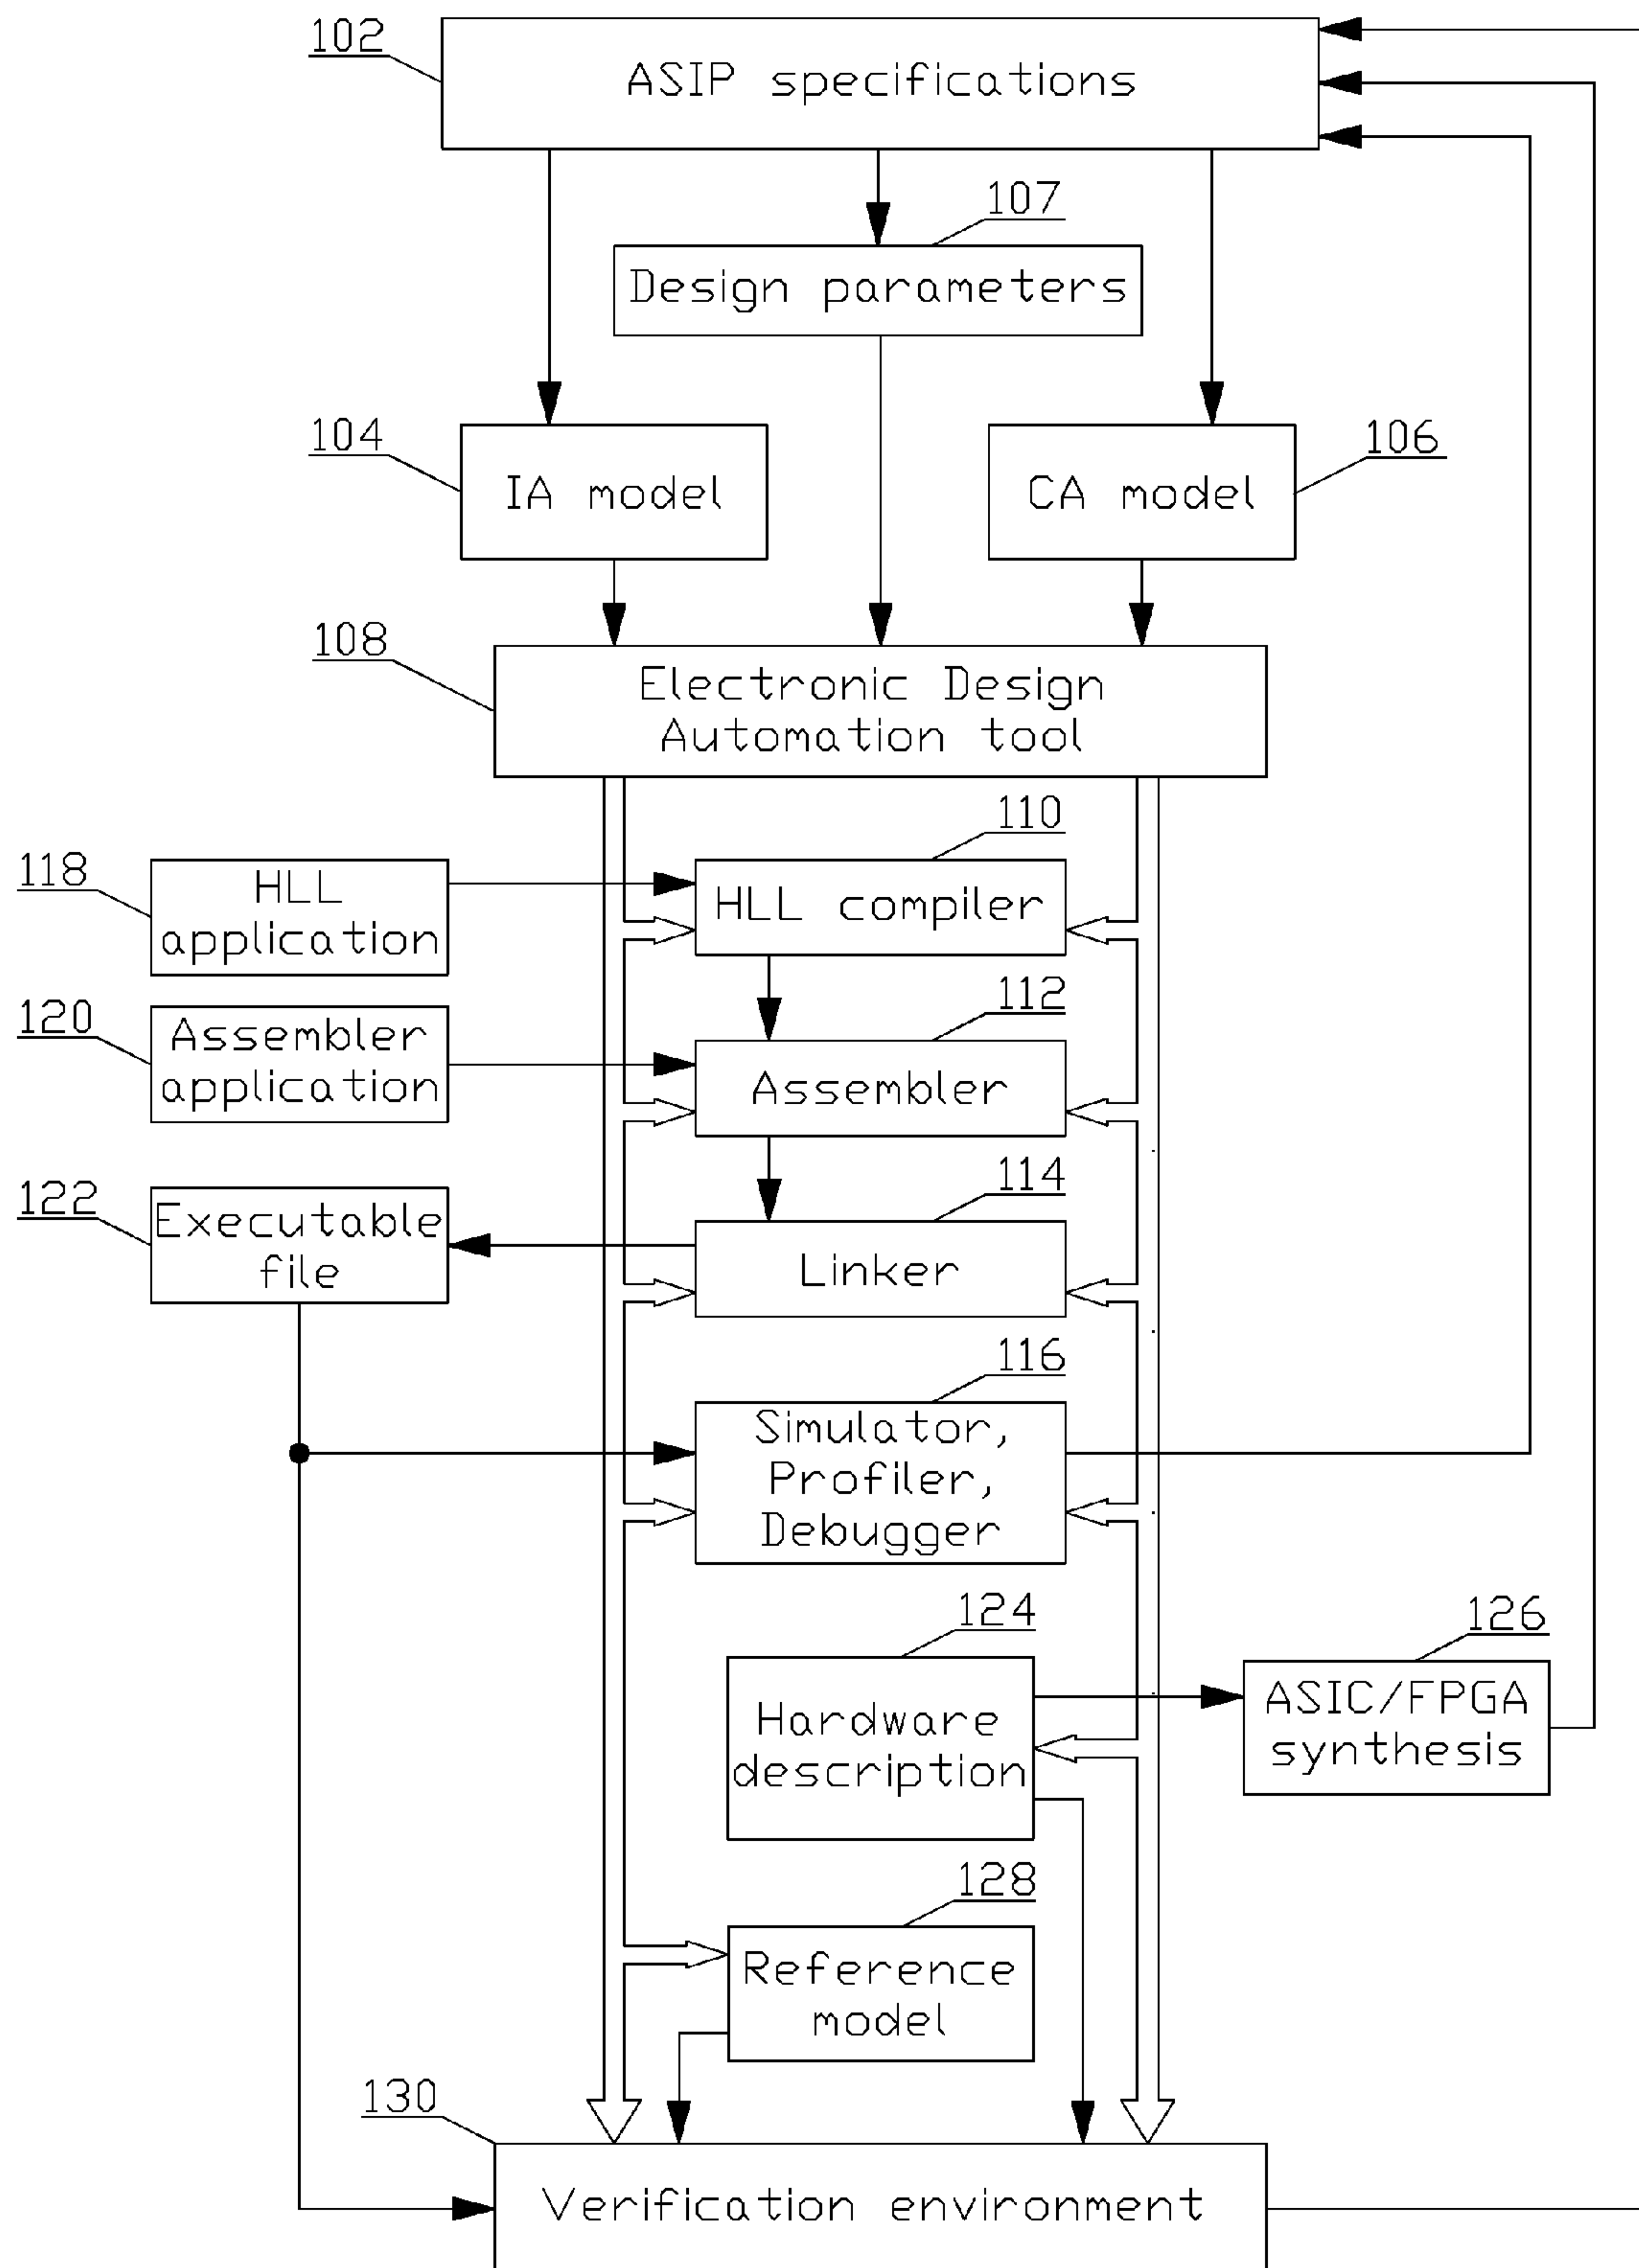 102
ASIP specifications
107
Design parameters
104
IA model
106
CA model
108
Electronic Design
Automation tool
110
118
HLL
application
HLL compiler
112
120
Assembler
application
Assembler
114
122
Executable
file
Linker
116
Simulator,
Profiler,
Debugger
124
126
Hardware
description
ASIC/FPGA
synthesis
128
Reference
model
130
Verification environment